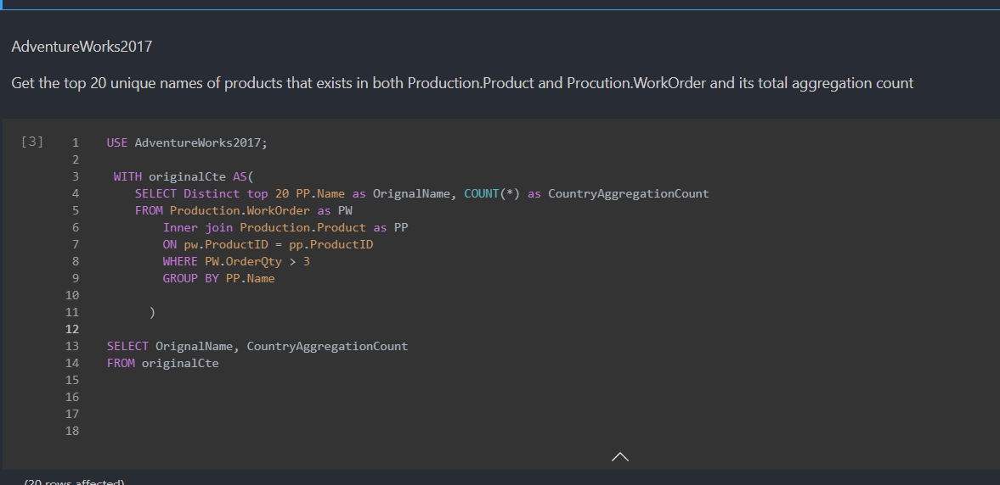 AdventureWorks2017
Get the top 20 unique names of products that exists in both Production.Product and Procution.WorkOrder and its total aggregation count
[3]
1 USE AdventureWorks2017;
2
3 WITH originalCte AS(
4 SELECT Distinct top 20 PP.Name as OrignalName, COUNT(*) as CountryAggregationCount
5 FROM Production.WorkOrder as PW
6 Inner join Production.Product as PP
7 ON pw.ProductID = pp.ProductID
8 WHERE PW.OrderQty > 3
9 GROUP BY PP.Name
10
11 )
12
13 SELECT OrignalName, CountryAggregationCount
14 FROM originalCte
15
16
17
18
(20 rows affected)